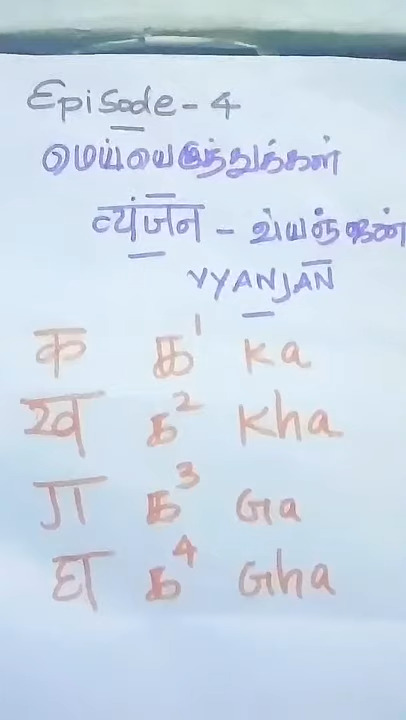 Episode - 4
மெய்யெழுத்துக்கள்
व्यंजन - வ்யஞ்ஜன்
VYANJAN
क க¹ Ka
ख க² Kha
ग க³ Ga
घ க⁴ Gha